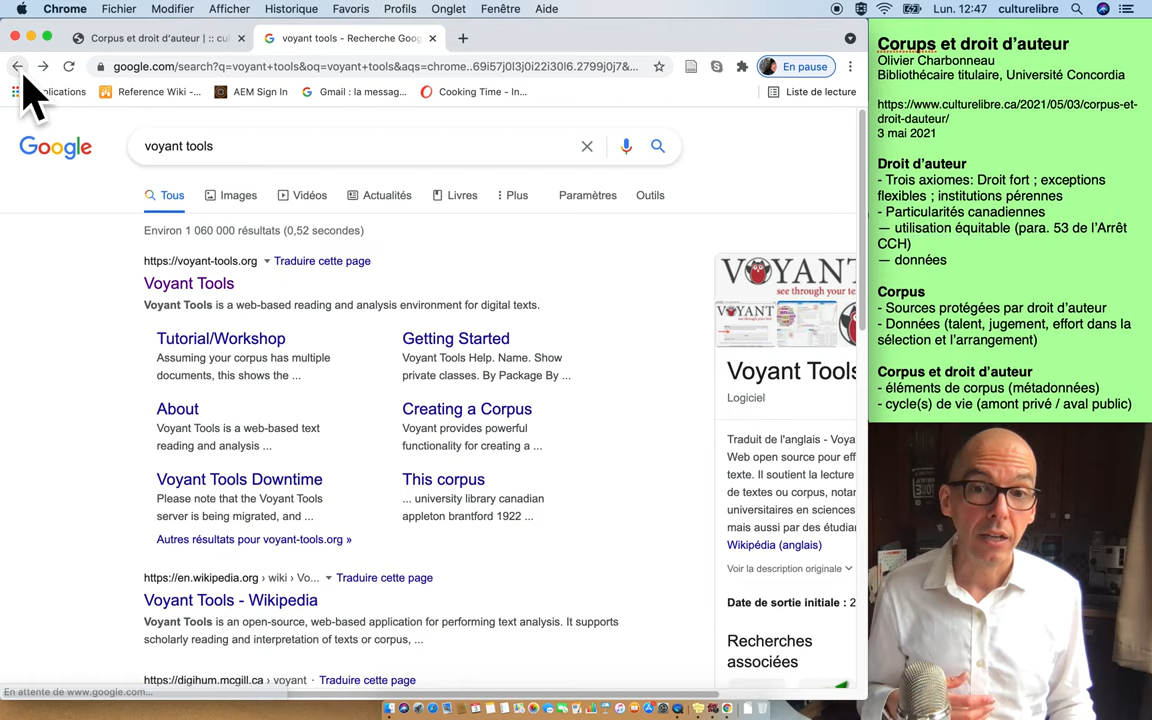 Chrome Fichier Modifier Afficher Historique Favoris Profils Onglet Fenêtre Aide Lun. 12:47 culturelibre
Corpus et droit d'auteur | :: cul
voyant tools - Recherche Goog
google.com/search?q=voyant+tools&oq=voyant+tools&aqs=chrome..69i57j0l3j0i22i30l6.2799j0j7&...
En pause
plications Reference Wiki -... AEM Sign In Gmail : la messag... Cooking Time - In... Liste de lecture
Google
voyant tools
Tous Images Vidéos Actualités Livres Plus Paramètres Outils
Environ 1 060 000 résultats (0,52 secondes)
https://voyant-tools.org Traduire cette page
Voyant Tools
Voyant Tools is a web-based reading and analysis environment for digital texts.
Tutorial/Workshop
Assuming your corpus has multiple
documents, this shows the ...
Getting Started
Voyant Tools Help. Name. Show
private classes. By Package By ...
About
Voyant Tools is a web-based text
reading and analysis ...
Creating a Corpus
Voyant provides powerful
functionality for creating a ...
Voyant Tools Downtime
Please note that the Voyant Tools
server is being migrated, and ...
This corpus
... university library canadian
appleton brantford 1922 ...
Autres résultats pour voyant-tools.org »
https://en.wikipedia.org › wiki › Vo... Traduire cette page
Voyant Tools - Wikipedia
Voyant Tools is an open-source, web-based application for performing text analysis. It supports
scholarly reading and interpretation of texts or corpus, ...
https://digihum.mcgill.ca › voyant Traduire cette page
En attente de www.google.com...
VOYANT
see through your te
VOYANT
Voyant Tools
Logiciel
Traduit de l'anglais - Voya
Web open source pour eff
texte. Il soutient la lecture
de textes ou corpus, notar
universitaires en sciences
mais aussi par des étudian
Wikipédia (anglais)
Voir la description originale
Date de sortie initiale : 2
Recherches
associées
Corups et droit d'auteur
Olivier Charbonneau
Bibliothécaire titulaire, Université Concordia
https://www.culturelibre.ca/2021/05/03/corpus-et-
droit-dauteur/
3 mai 2021
Droit d'auteur
- Trois axiomes: Droit fort ; exceptions
flexibles ; institutions pérennes
- Particularités canadiennes
— utilisation équitable (para. 53 de l'Arrêt
CCH)
— données
Corpus
- Sources protégées par droit d'auteur
- Données (talent, jugement, effort dans la
sélection et l'arrangement)
Corpus et droit d'auteur
- éléments de corpus (métadonnées)
- cycle(s) de vie (amont privé / aval public)